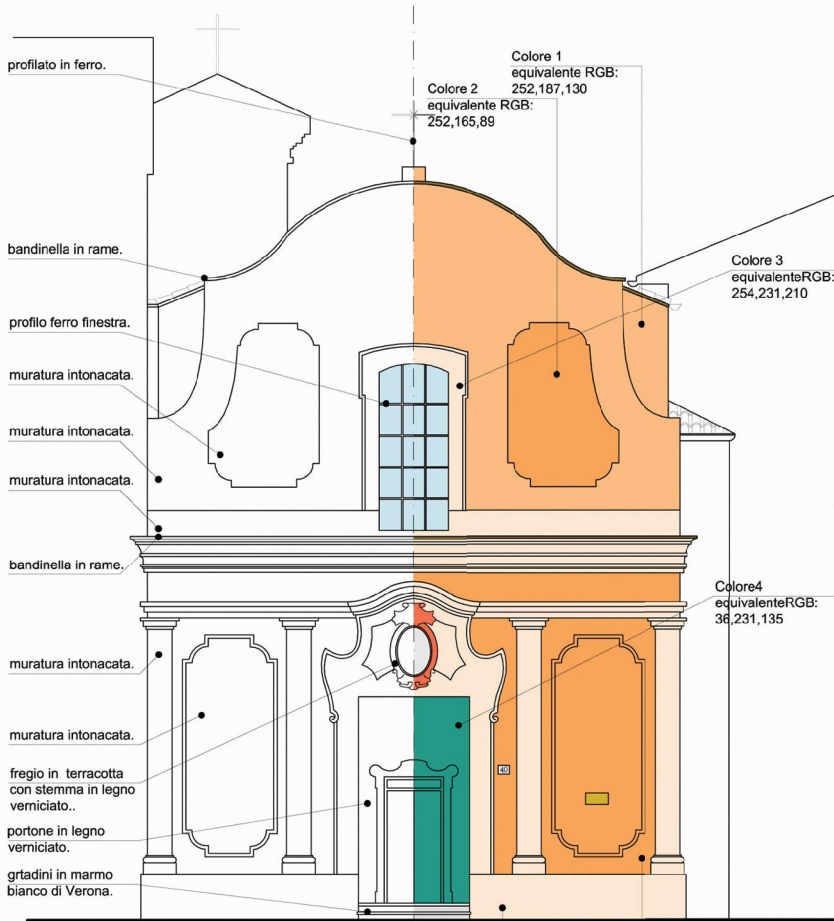 profilato in ferro.
bandinella in rame.
profilo ferro finestra.
muratura intonacata.
muratura intonacata.
muratura intonacata.
bandinella in rame.
muratura intonacata.
muratura intonacata.
fregio in terracotta
con stemma in legno
verniciato..
portone in legno
verniciato.
grtadini in marmo
bianco di Verona.
Colore 2
equivalente RGB:
252,165,89
Colore 1
equivalente RGB:
252,187,130
Colore 3
equivalenteRGB:
254,231,210
Colore4
equivalenteRGB:
36,231,135
40